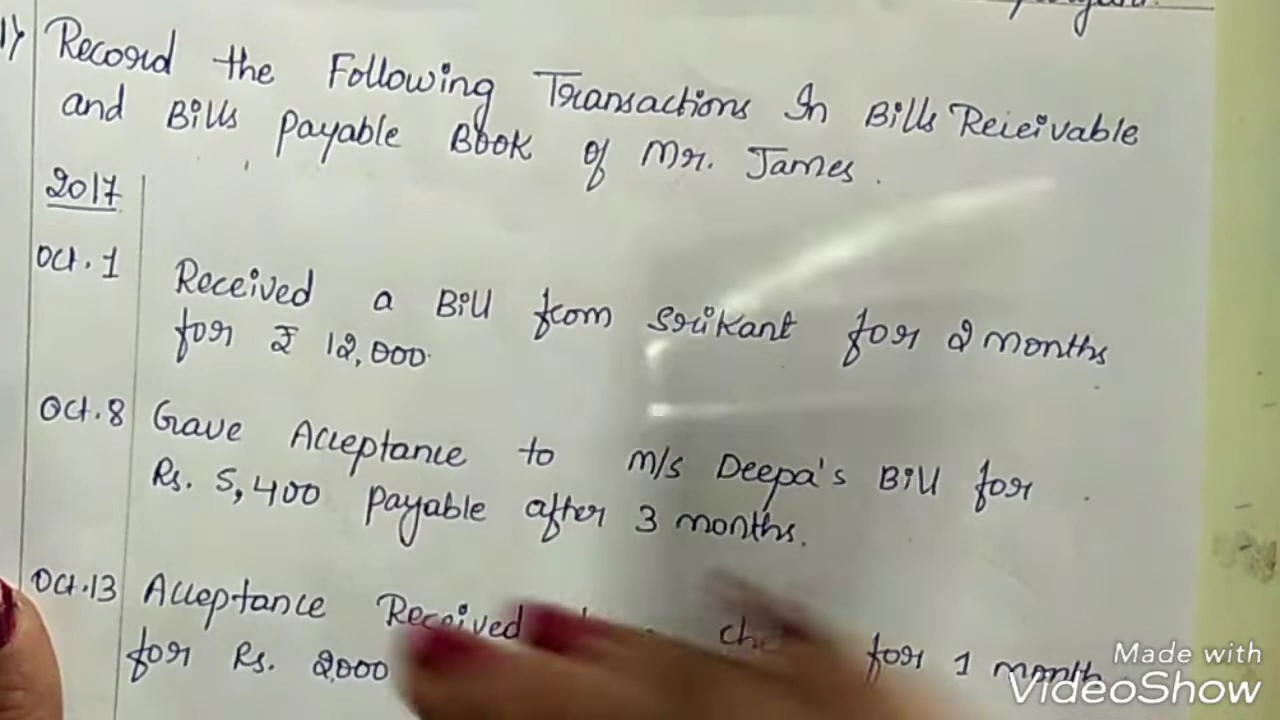 1) Record the Following Transactions In Bills Reieivable
and Bills Payable Book of Mr. James.
2017
Oct. 1 Received a Bill from Srikant for 2 months
for ₹ 12,000.
Oct. 8 Gave Acceptance to M/s Deepa's Bill for
Rs. 5,400 payable after 3 months.
Oct. 13 Acceptance Received for 1 month
for Rs. 2000
Made with
VideoShow